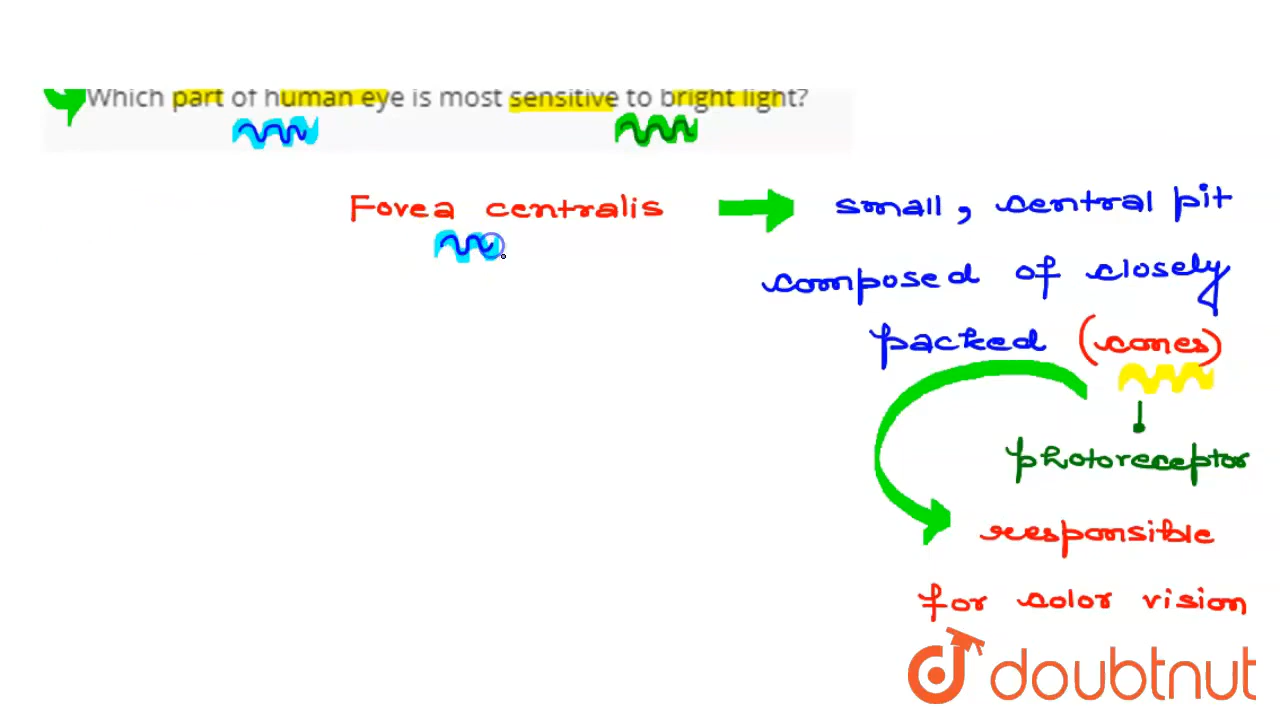 Which part of human eye is most sensitive to bright light?
Fovea centralis → small, central pit
composed of closely
packed (cones)
photoreceptor
responsible
for color vision
doubtnut